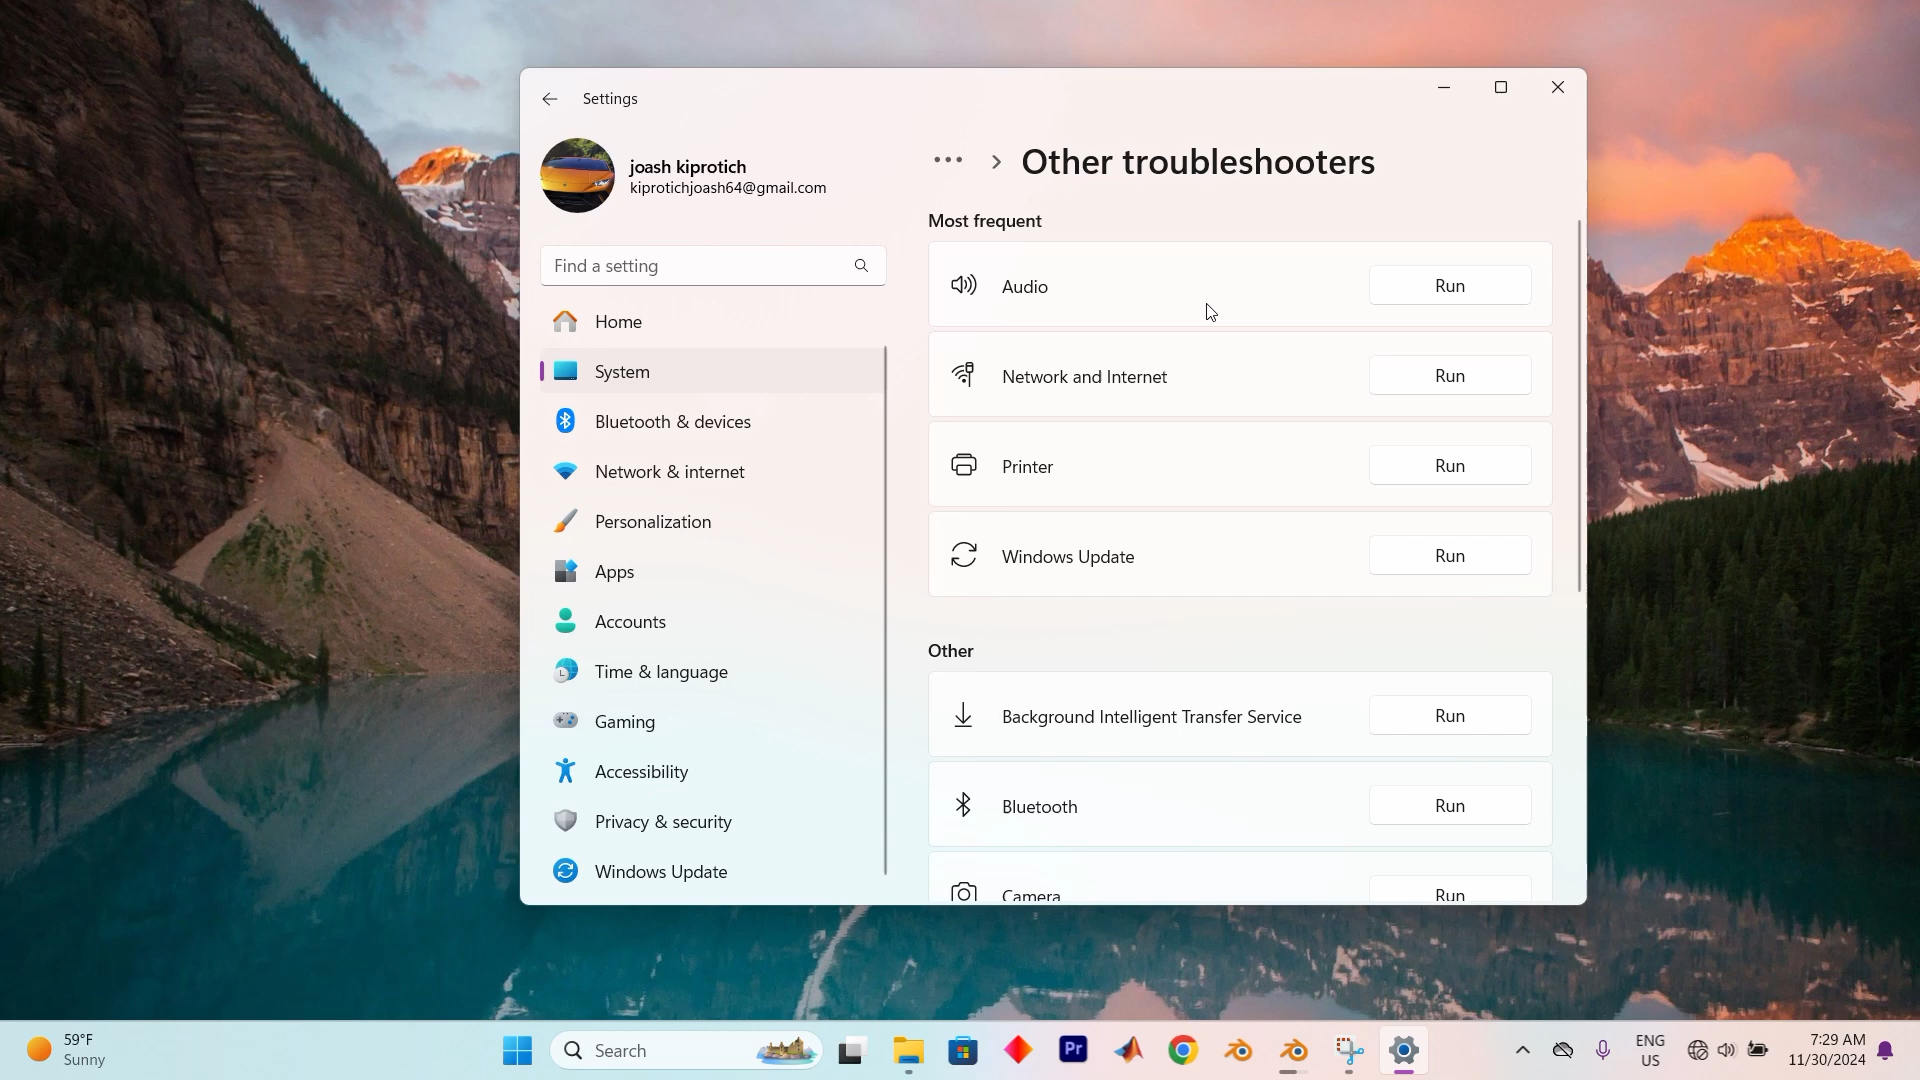 Settings
joash kiprotich
kiprotichjoash64@gmail.com
Find a setting
Home
System
Bluetooth & devices
Network & internet
Personalization
Apps
Accounts
Time & language
Gaming
Accessibility
Privacy & security
Windows Update
Other troubleshooters
Most frequent
Audio Run
Network and Internet Run
Printer Run
Windows Update Run
Other
Background Intelligent Transfer Service Run
Bluetooth Run
Camera Run
59°F
Sunny
Search
Pr
ENG
US
7:29 AM
11/30/2024